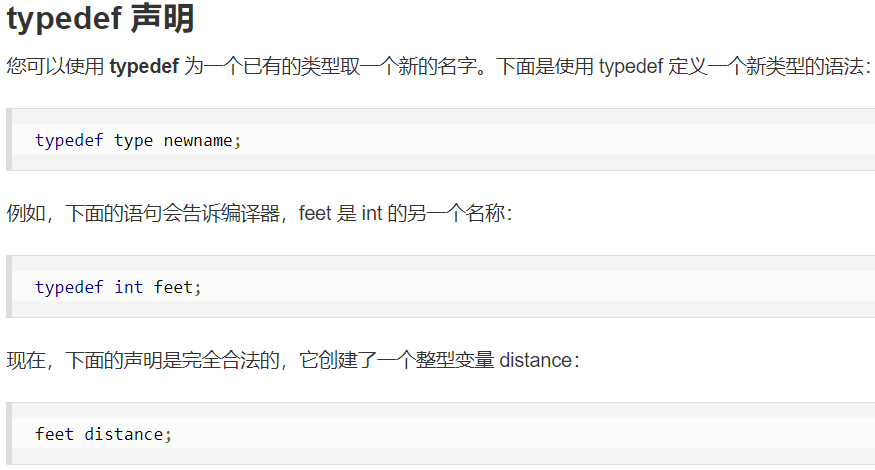 typedef 声明
您可以使用 typedef 为一个已有的类型取一个新的名字。下面是使用 typedef 定义一个新类型的语法：
typedef type newname;
例如，下面的语句会告诉编译器，feet 是 int 的另一个名称：
typedef int feet;
现在，下面的声明是完全合法的，它创建了一个整型变量 distance：
feet distance;